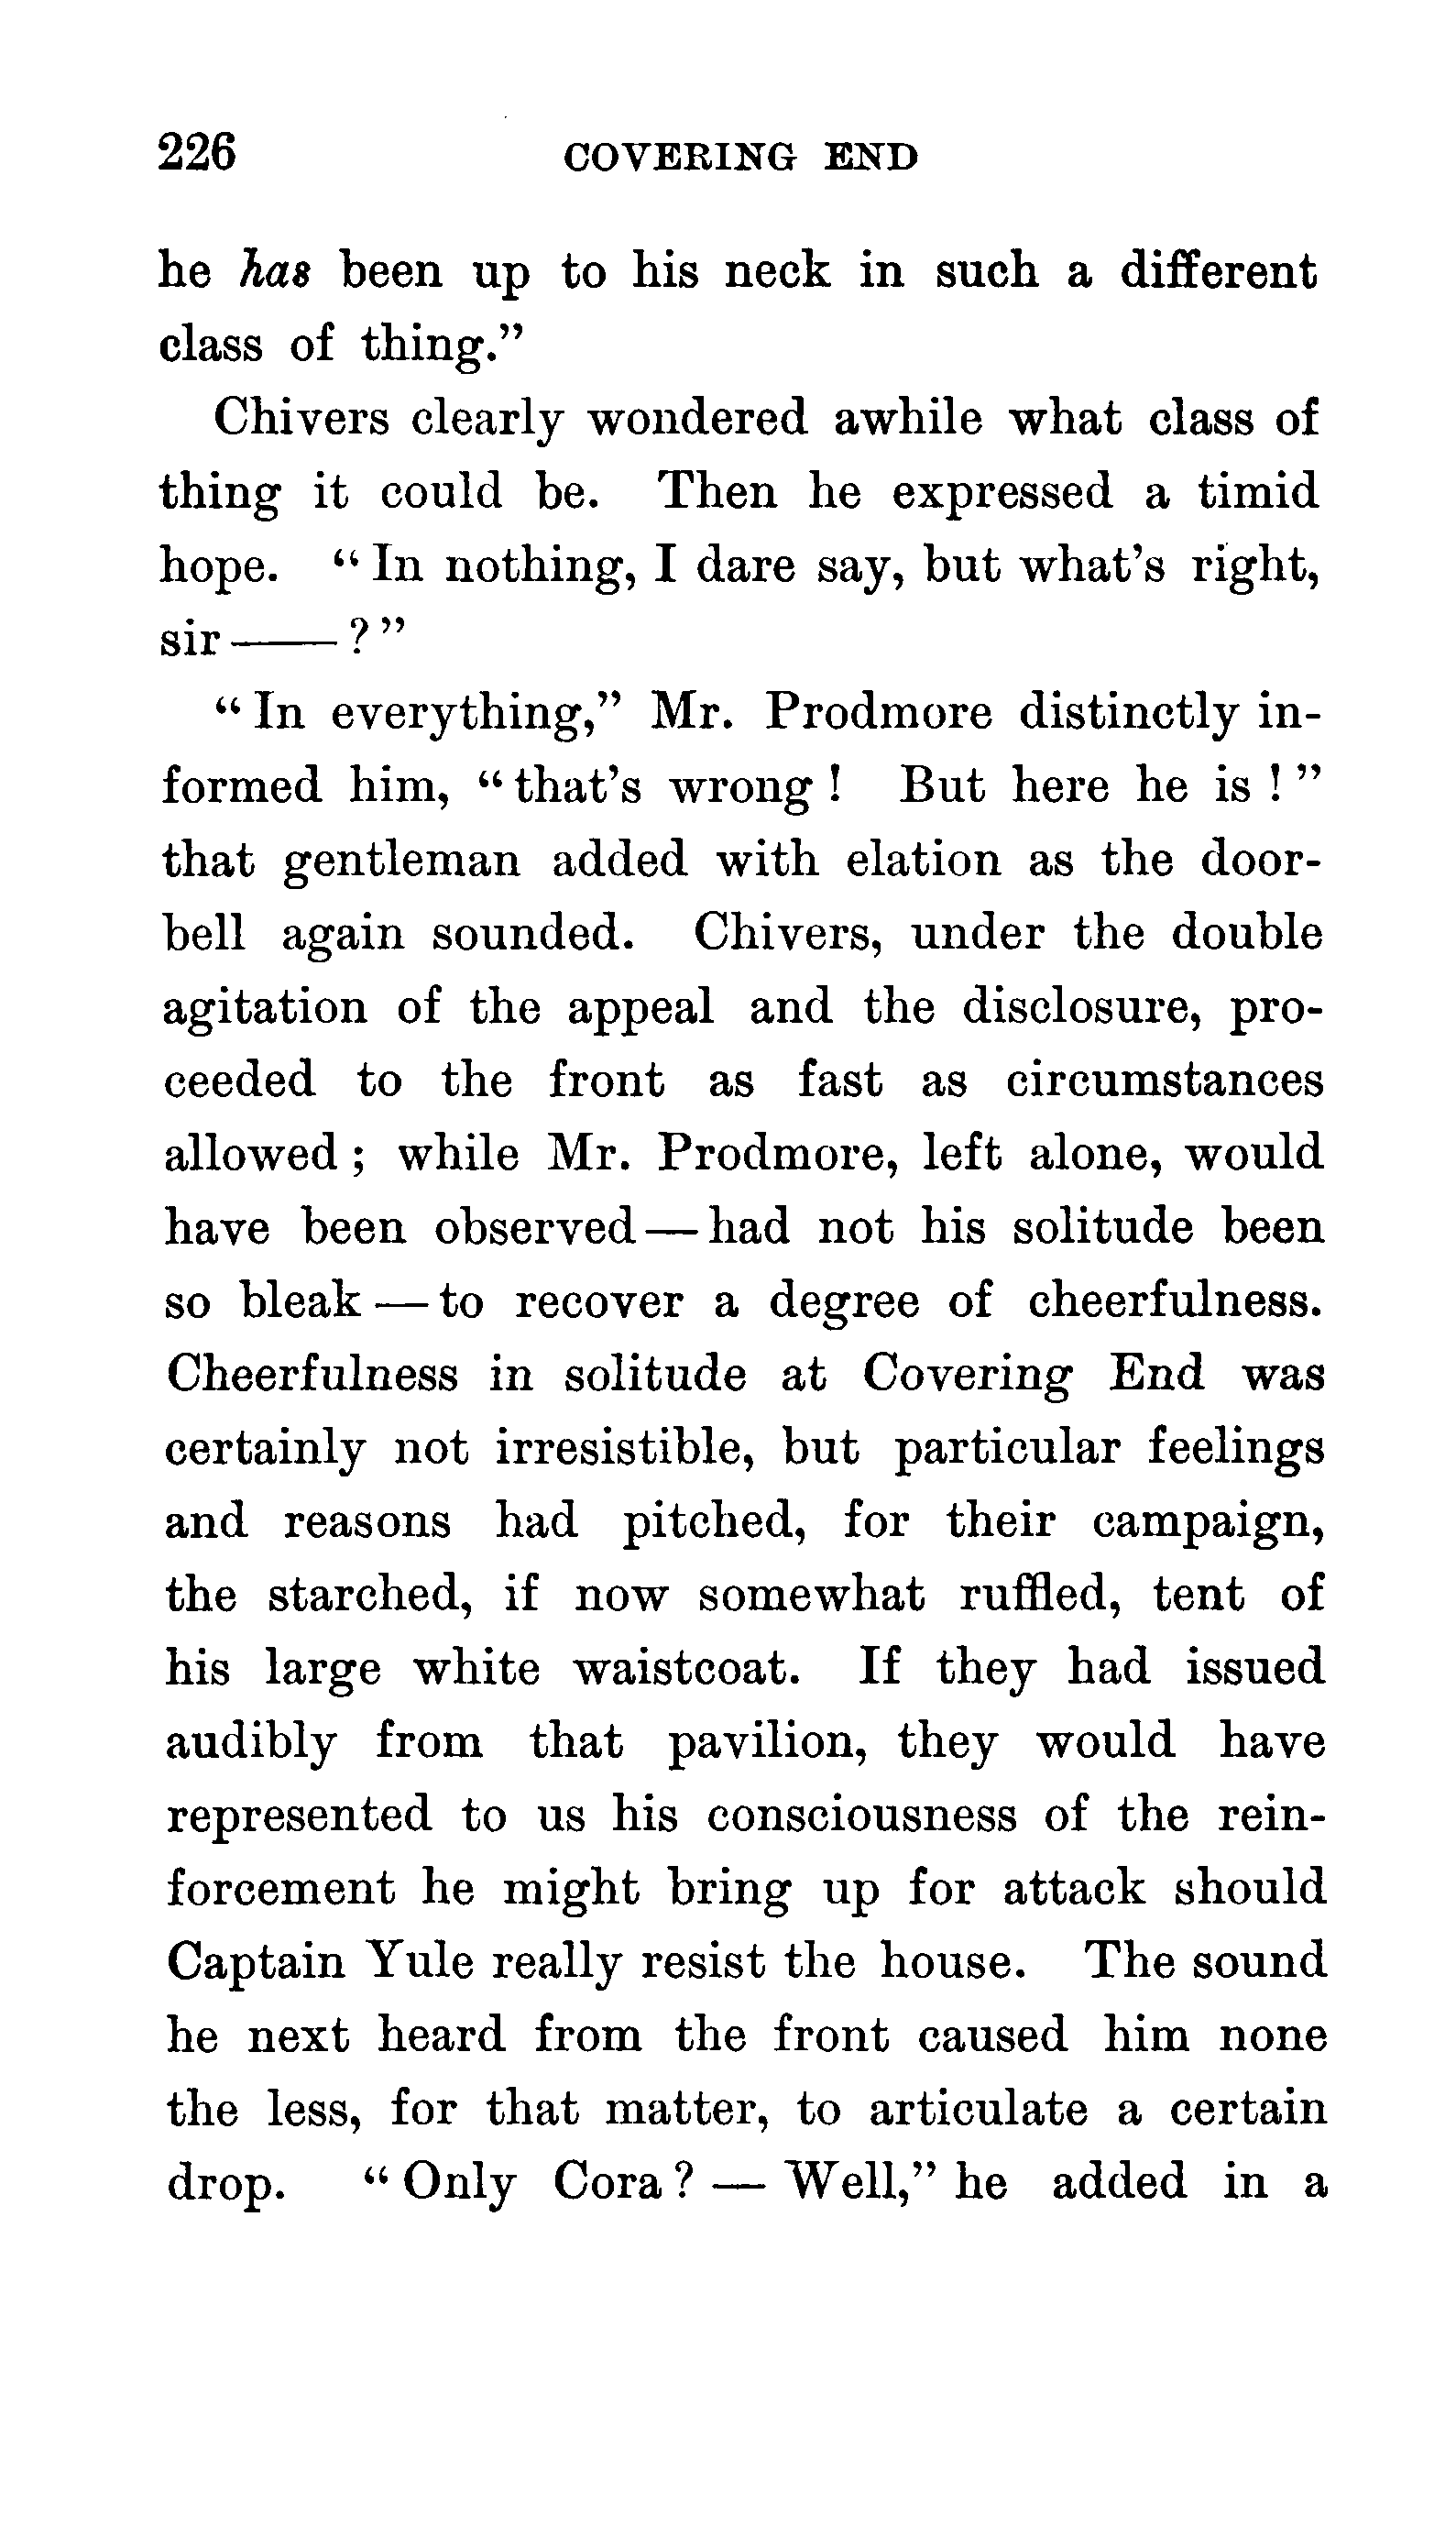 226 COVERING END
he has been up to his neck in such a different
class of thing.”
Chivers clearly wondered awhile what class of
thing it could be. Then he expressed a timid
hope. “ In nothing, I dare say, but what’s right,
sir —— ? ”
“ In everything,” Mr. Prodmore distinctly in-
formed him, “ that’s wrong ! But here he is ! ”
that gentleman added with elation as the door-
bell again sounded. Chivers, under the double
agitation of the appeal and the disclosure, pro-
ceeded to the front as fast as circumstances
allowed ; while Mr. Prodmore, left alone, would
have been observed — had not his solitude been
so bleak — to recover a degree of cheerfulness.
Cheerfulness in solitude at Covering End was
certainly not irresistible, but particular feelings
and reasons had pitched, for their campaign,
the starched, if now somewhat ruffled, tent of
his large white waistcoat. If they had issued
audibly from that pavilion, they would have
represented to us his consciousness of the rein-
forcement he might bring up for attack should
Captain Yule really resist the house. The sound
he next heard from the front caused him none
the less, for that matter, to articulate a certain
drop. “ Only Cora ? — Well,” he added in a